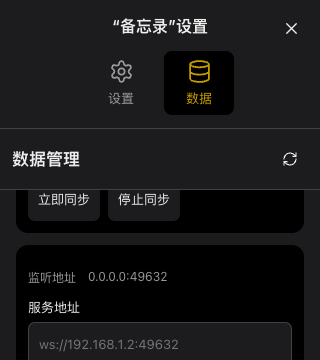 “备忘录”设置
设置 数据
数据管理
立即同步 停止同步
监听地址 0.0.0.0:49632
服务地址
ws://192.168.1.2:49632